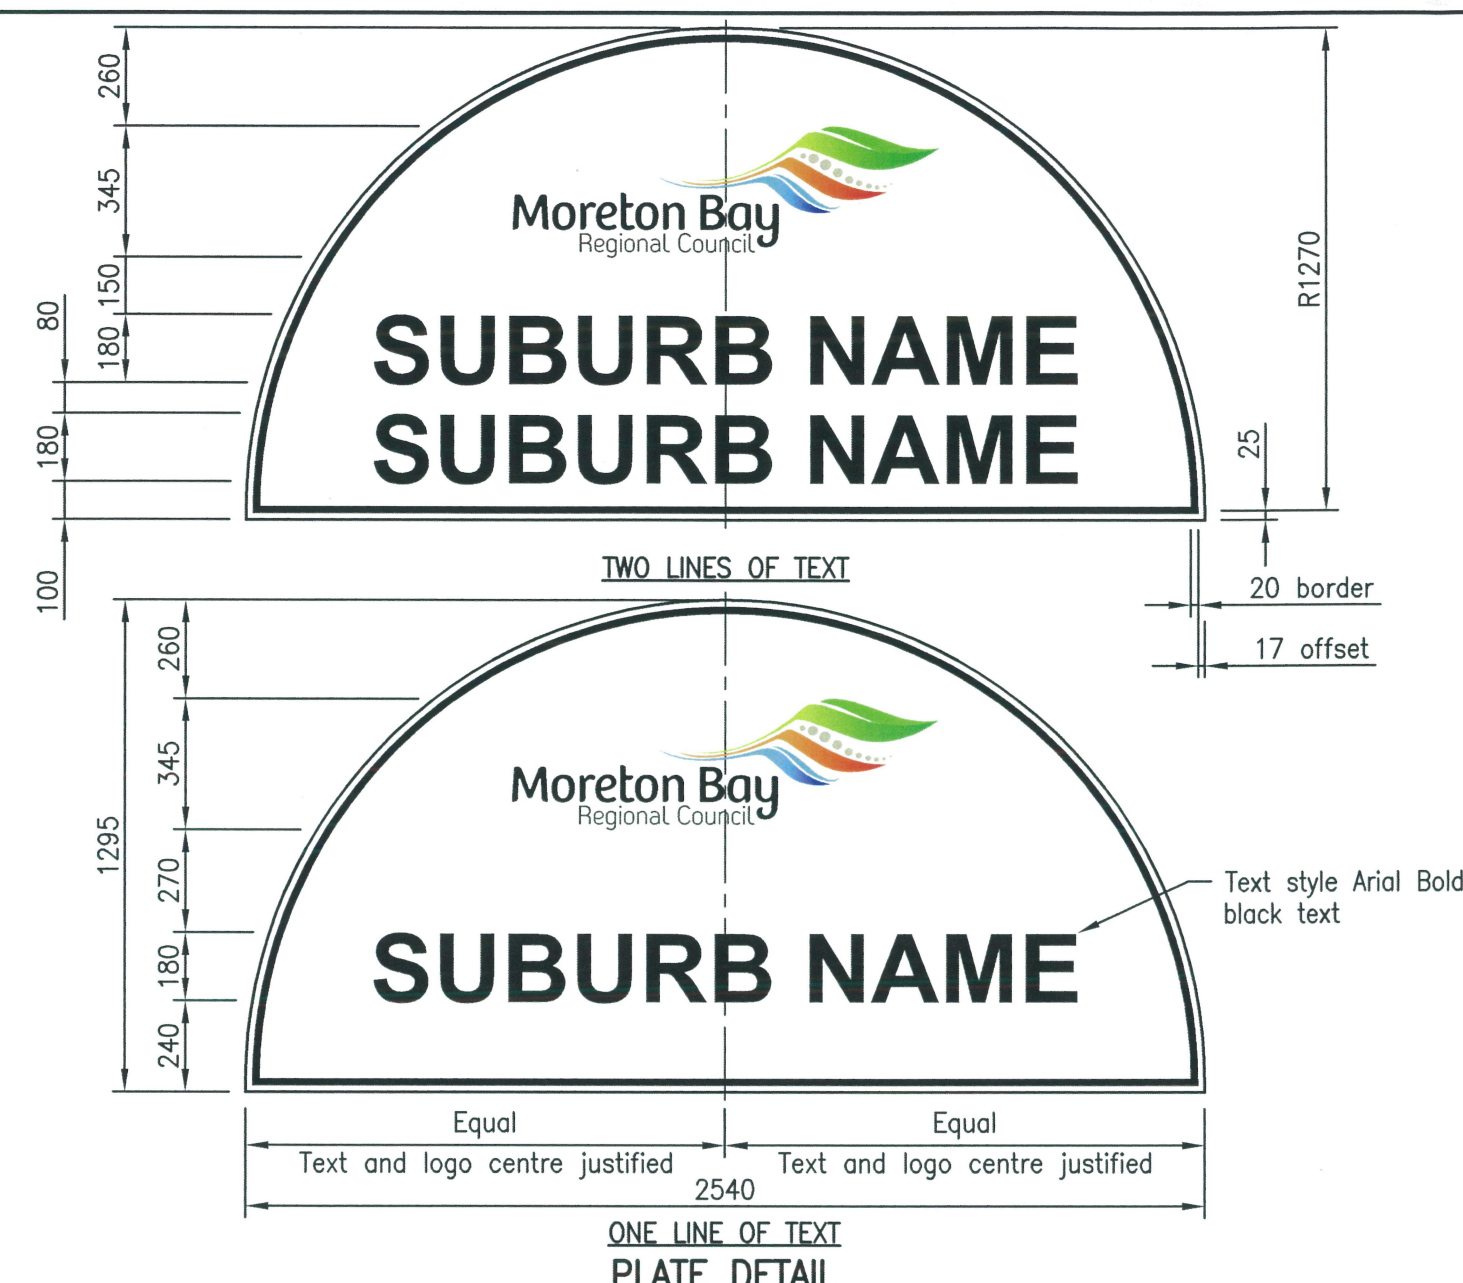 260
345
150
180
80
180
100
Moreton Bay
Regional Council
SUBURB NAME
SUBURB NAME
R1270
25
20 border
17 offset
TWO LINES OF TEXT
1295
260
345
270
180
240
Moreton Bay
Regional Council
SUBURB NAME
Text style Arial Bold
black text
Equal
Equal
Text and logo centre justified
Text and logo centre justified
2540
ONE LINE OF TEXT
PLATE DETAIL